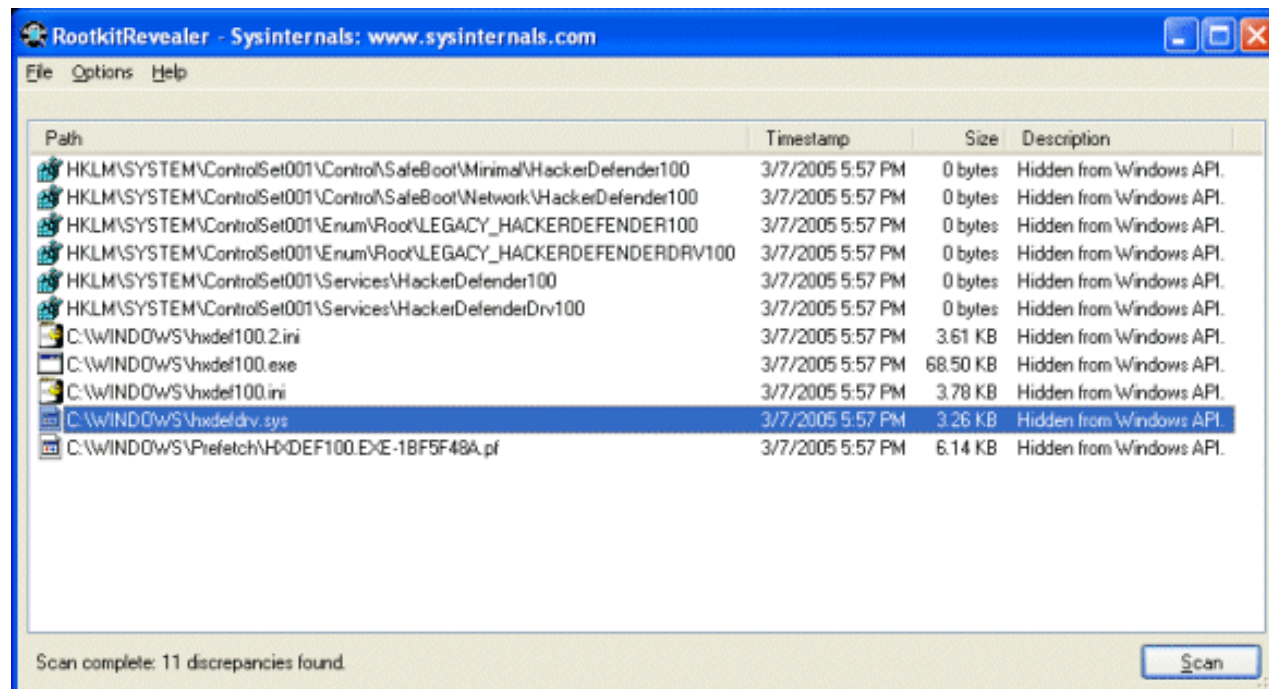 RootkitRevealer - Sysinternals: www.sysinternals.com
File Options Help
Path Timestamp Size Description
HKLM\SYSTEM\ControlSet001\Control\SafeBoot\Minimal\HackerDefender100 3/7/2005 5:57 PM 0 bytes Hidden from Windows API.
HKLM\SYSTEM\ControlSet001\Control\SafeBoot\Network\HackerDefender100 3/7/2005 5:57 PM 0 bytes Hidden from Windows API.
HKLM\SYSTEM\ControlSet001\Enum\Root\LEGACY_HACKERDEFENDER100 3/7/2005 5:57 PM 0 bytes Hidden from Windows API.
HKLM\SYSTEM\ControlSet001\Enum\Root\LEGACY_HACKERDEFENDERDRV100 3/7/2005 5:57 PM 0 bytes Hidden from Windows API.
HKLM\SYSTEM\ControlSet001\Services\HackerDefender100 3/7/2005 5:57 PM 0 bytes Hidden from Windows API.
HKLM\SYSTEM\ControlSet001\Services\HackerDefenderDrv100 3/7/2005 5:57 PM 0 bytes Hidden from Windows API.
C:\WINDOWS\hxdef100.2.ini 3/7/2005 5:57 PM 3.61 KB Hidden from Windows API.
C:\WINDOWS\hxdef100.exe 3/7/2005 5:57 PM 68.50 KB Hidden from Windows API.
C:\WINDOWS\hxdef100.ini 3/7/2005 5:57 PM 3.78 KB Hidden from Windows API.
C:\WINDOWS\hxdefdrv.sys 3/7/2005 5:57 PM 3.26 KB Hidden from Windows API.
C:\WINDOWS\Prefetch\HXDEF100.EXE-1BF5F48A.pf 3/7/2005 5:57 PM 6.14 KB Hidden from Windows API.
Scan complete: 11 discrepancies found.
Scan